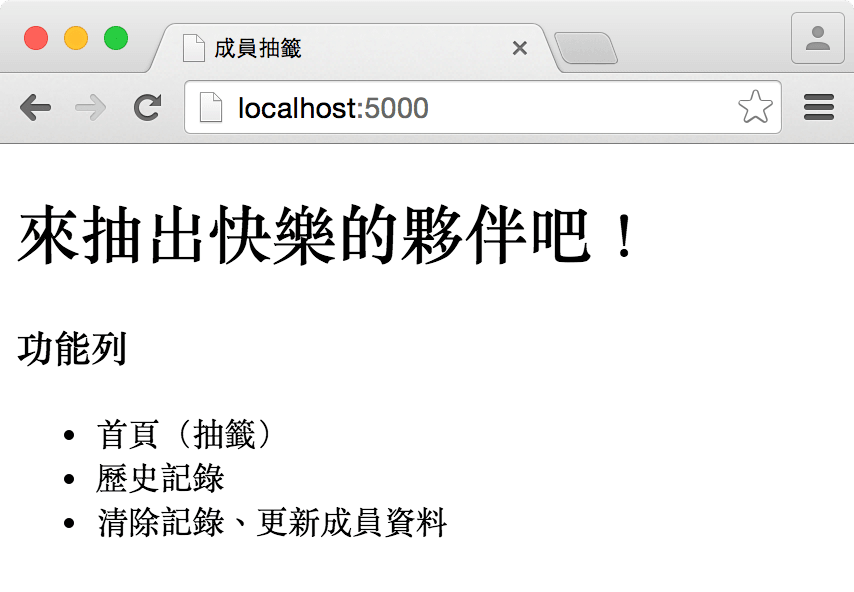 成員抽籤
localhost:5000
來抽出快樂的夥伴吧！
功能列
首頁（抽籤）
歷史記錄
清除記錄、更新成員資料